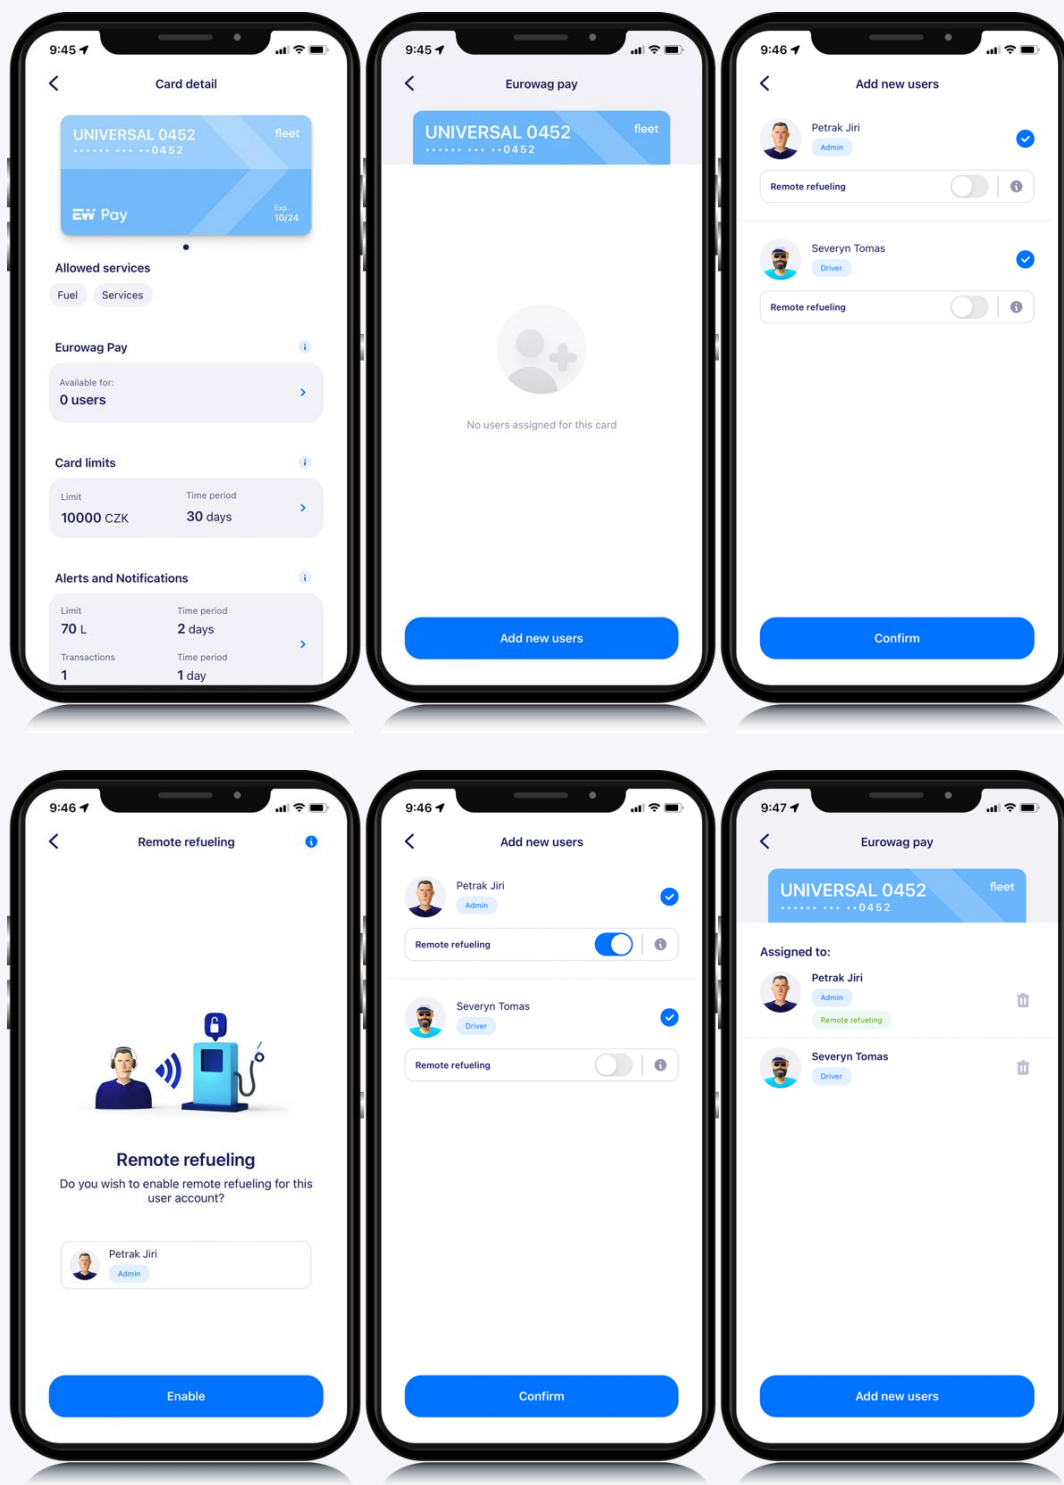 9:45
Card detail
UNIVERSAL 0452
fleet
······ ··· ··0452
EW Pay
Exp.
10/24
Allowed services
Fuel
Services
Eurowag Pay
Available for:
0 users
Card limits
Limit
Time period
10000 CZK
30 days
Alerts and Notifications
Limit
Time period
70 L
2 days
Transactions
Time period
1
1 day
9:45
Eurowag pay
UNIVERSAL 0452
fleet
······ ··· ··0452
No users assigned for this card
Add new users
9:46
Add new users
Petrak Jiri
Admin
Remote refueling
Severyn Tomas
Driver
Remote refueling
Confirm
9:46
Remote refueling
Remote refueling
Do you wish to enable remote refueling for this
user account?
Petrak Jiri
Admin
Enable
9:46
Add new users
Petrak Jiri
Admin
Remote refueling
Severyn Tomas
Driver
Remote refueling
Confirm
9:47
Eurowag pay
UNIVERSAL 0452
fleet
······ ··· ··0452
Assigned to:
Petrak Jiri
Admin
Remote refueling
Severyn Tomas
Driver
Add new users